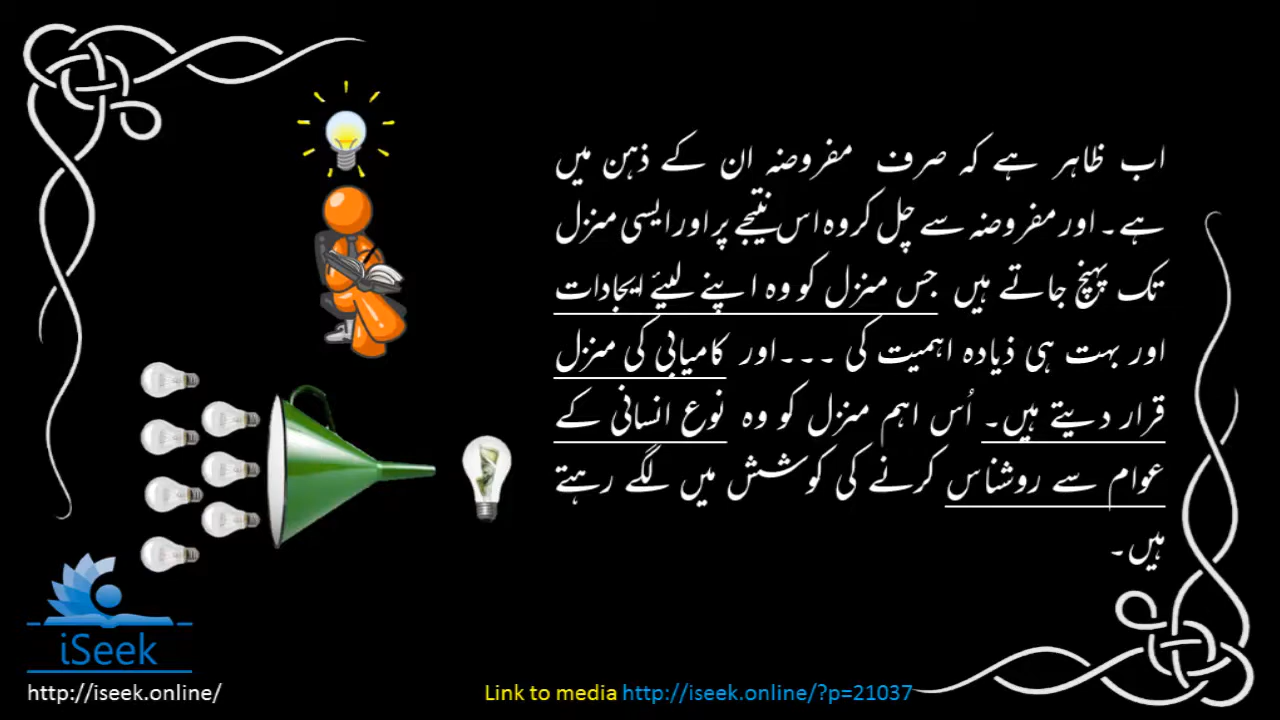 اب ظاہر ہے کہ صرف مفروضہ ان کے ذہن میں
ہے۔ اور مفروضہ سے چل کر وہ اس نتیجے پر اور ایسی منزل
تک پہنچ جاتے ہیں جس منزل کو وہ اپنے لیئے ایجادات
اور بہت ہی ذیادہ اہمیت کی ۔۔۔اور کامیابی کی منزل
قرار دیتے ہیں۔ اُس اہم منزل کو وہ نوع انسانی کے
عوام سے روشناس کرنے کی کوشش میں لگے رہتے
ہیں۔
iSeek
http://iseek.online/
Link to media http://iseek.online/?p=21037